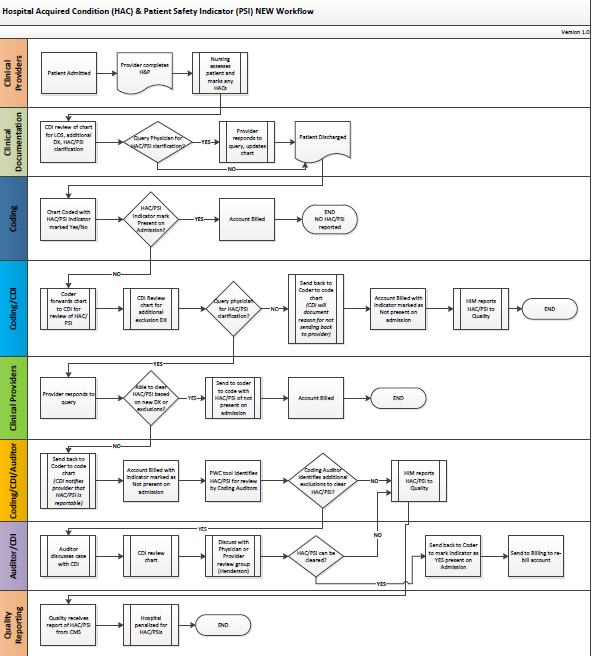 Hospital Acquired Condition (HAC) & Patient Safety Indicator (PSI) NEW Workflow
Version 1.0
Clinical
Providers
Patient Admitted
Provider completes
H&P
Nursing
assesses
patient and
marks any
HACs
Clinical
Documentation
CDI review of chart
for LOS, additional
DX, HAC/PSI
clarification
Query Physician for
HAC/PSI clarification?
YES
NO
Provider
responds to
query, updates
chart
Patient Discharged
Coding
Chart Coded with
HAC/PSI Indicator
marked Yes/No
HAC/PSI
Indicator mark
Present on
Admission?
YES
NO
Account Billed
END
NO HAC/PSI
reported
Coding/CDI
Coder
forwards chart
to CDI for
review of HAC/
PSI
CDI Review
chart for
additional
exclusion DX
Query physician
for HAC/PSI
clarification?
NO
YES
Send back to
Coder to code
chart
(CDI will
document
reason for not
sending back
to provider)
Account Billed with
Indicator marked as
Not present on
admission
HIM reports
HAC/PSI to
Quality
END
Clinical Providers
Provider responds to
query
Able to clear
HAC/PSI based
on new DX or
exclusions?
YES
NO
Send to coder
to code with
HAC/PSI of not
present on
admission
Account Billed
END
Coding/CDI/Auditor
Send back to
Coder to code
chart
(CDI notifies
provider that
HAC/PSI is
reportable)
Account Billed with
Indicator marked as
Not present on
admission
PWC tool identifies
HAC/PSI for review
by Coding Auditors
Coding Auditor
identifies additional
exclusions to clear
HAC/PSI?
NO
YES
HIM reports
HAC/PSI to
Quality
Auditor/CDI
Auditor
discusses case
with CDI
CDI review
chart
Discuss with
Physician or
Provider
review group
(Henderson)
HAC/PSI can be
cleared?
NO
YES
Send back to Coder
to mark Indicator as
YES present on
Admission
Send to Billing to re-
bill account
Quality
Reporting
Quality receives
report of HAC/PSI
from CMS
Hospital
penalized for
HAC/PSIs
END